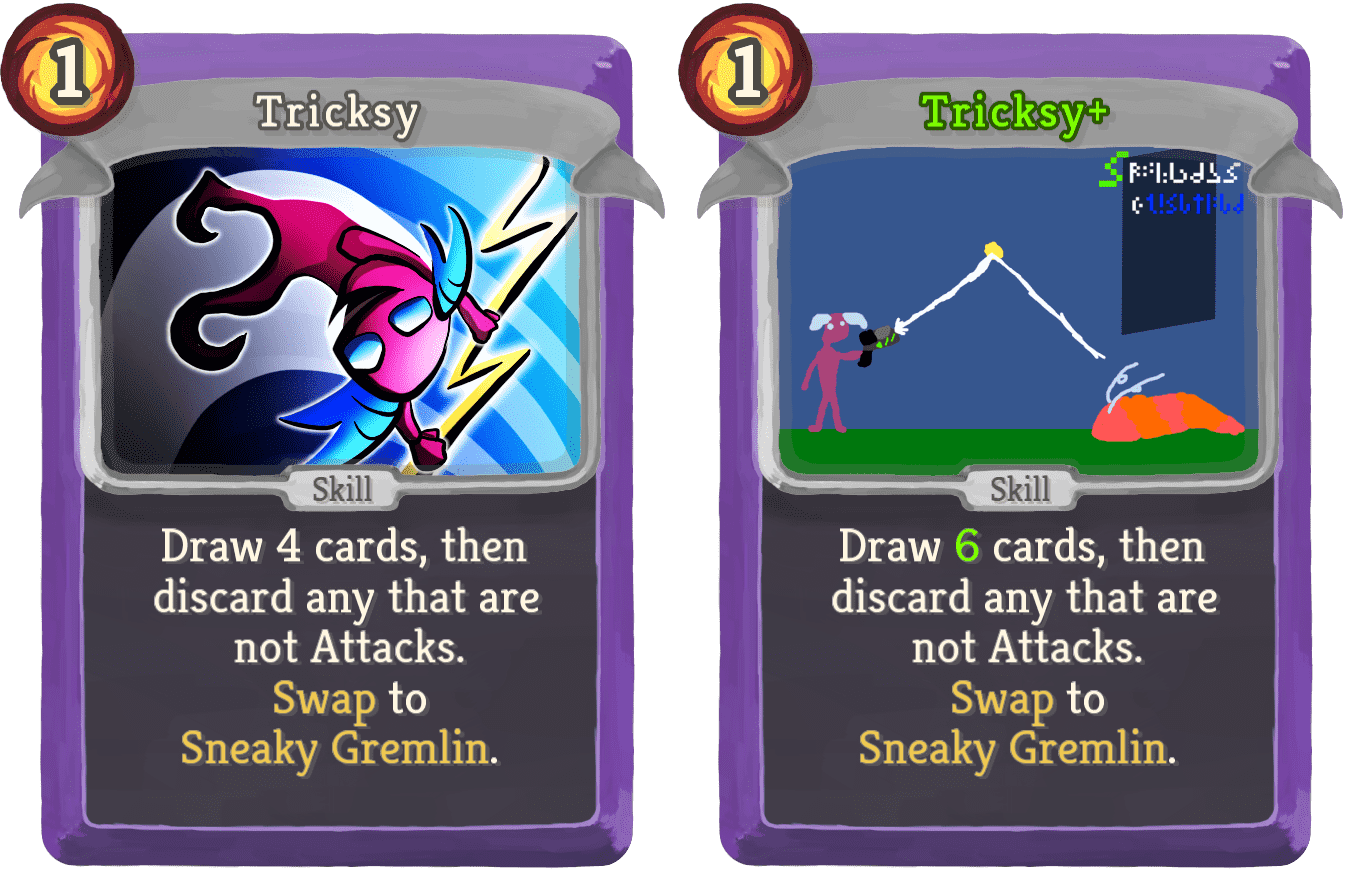 1
Tricksy
Skill
Draw 4 cards, then
discard any that are
not Attacks.
Swap to
Sneaky Gremlin.
1
Tricksy+
Skill
Draw 6 cards, then
discard any that are
not Attacks.
Swap to
Sneaky Gremlin.